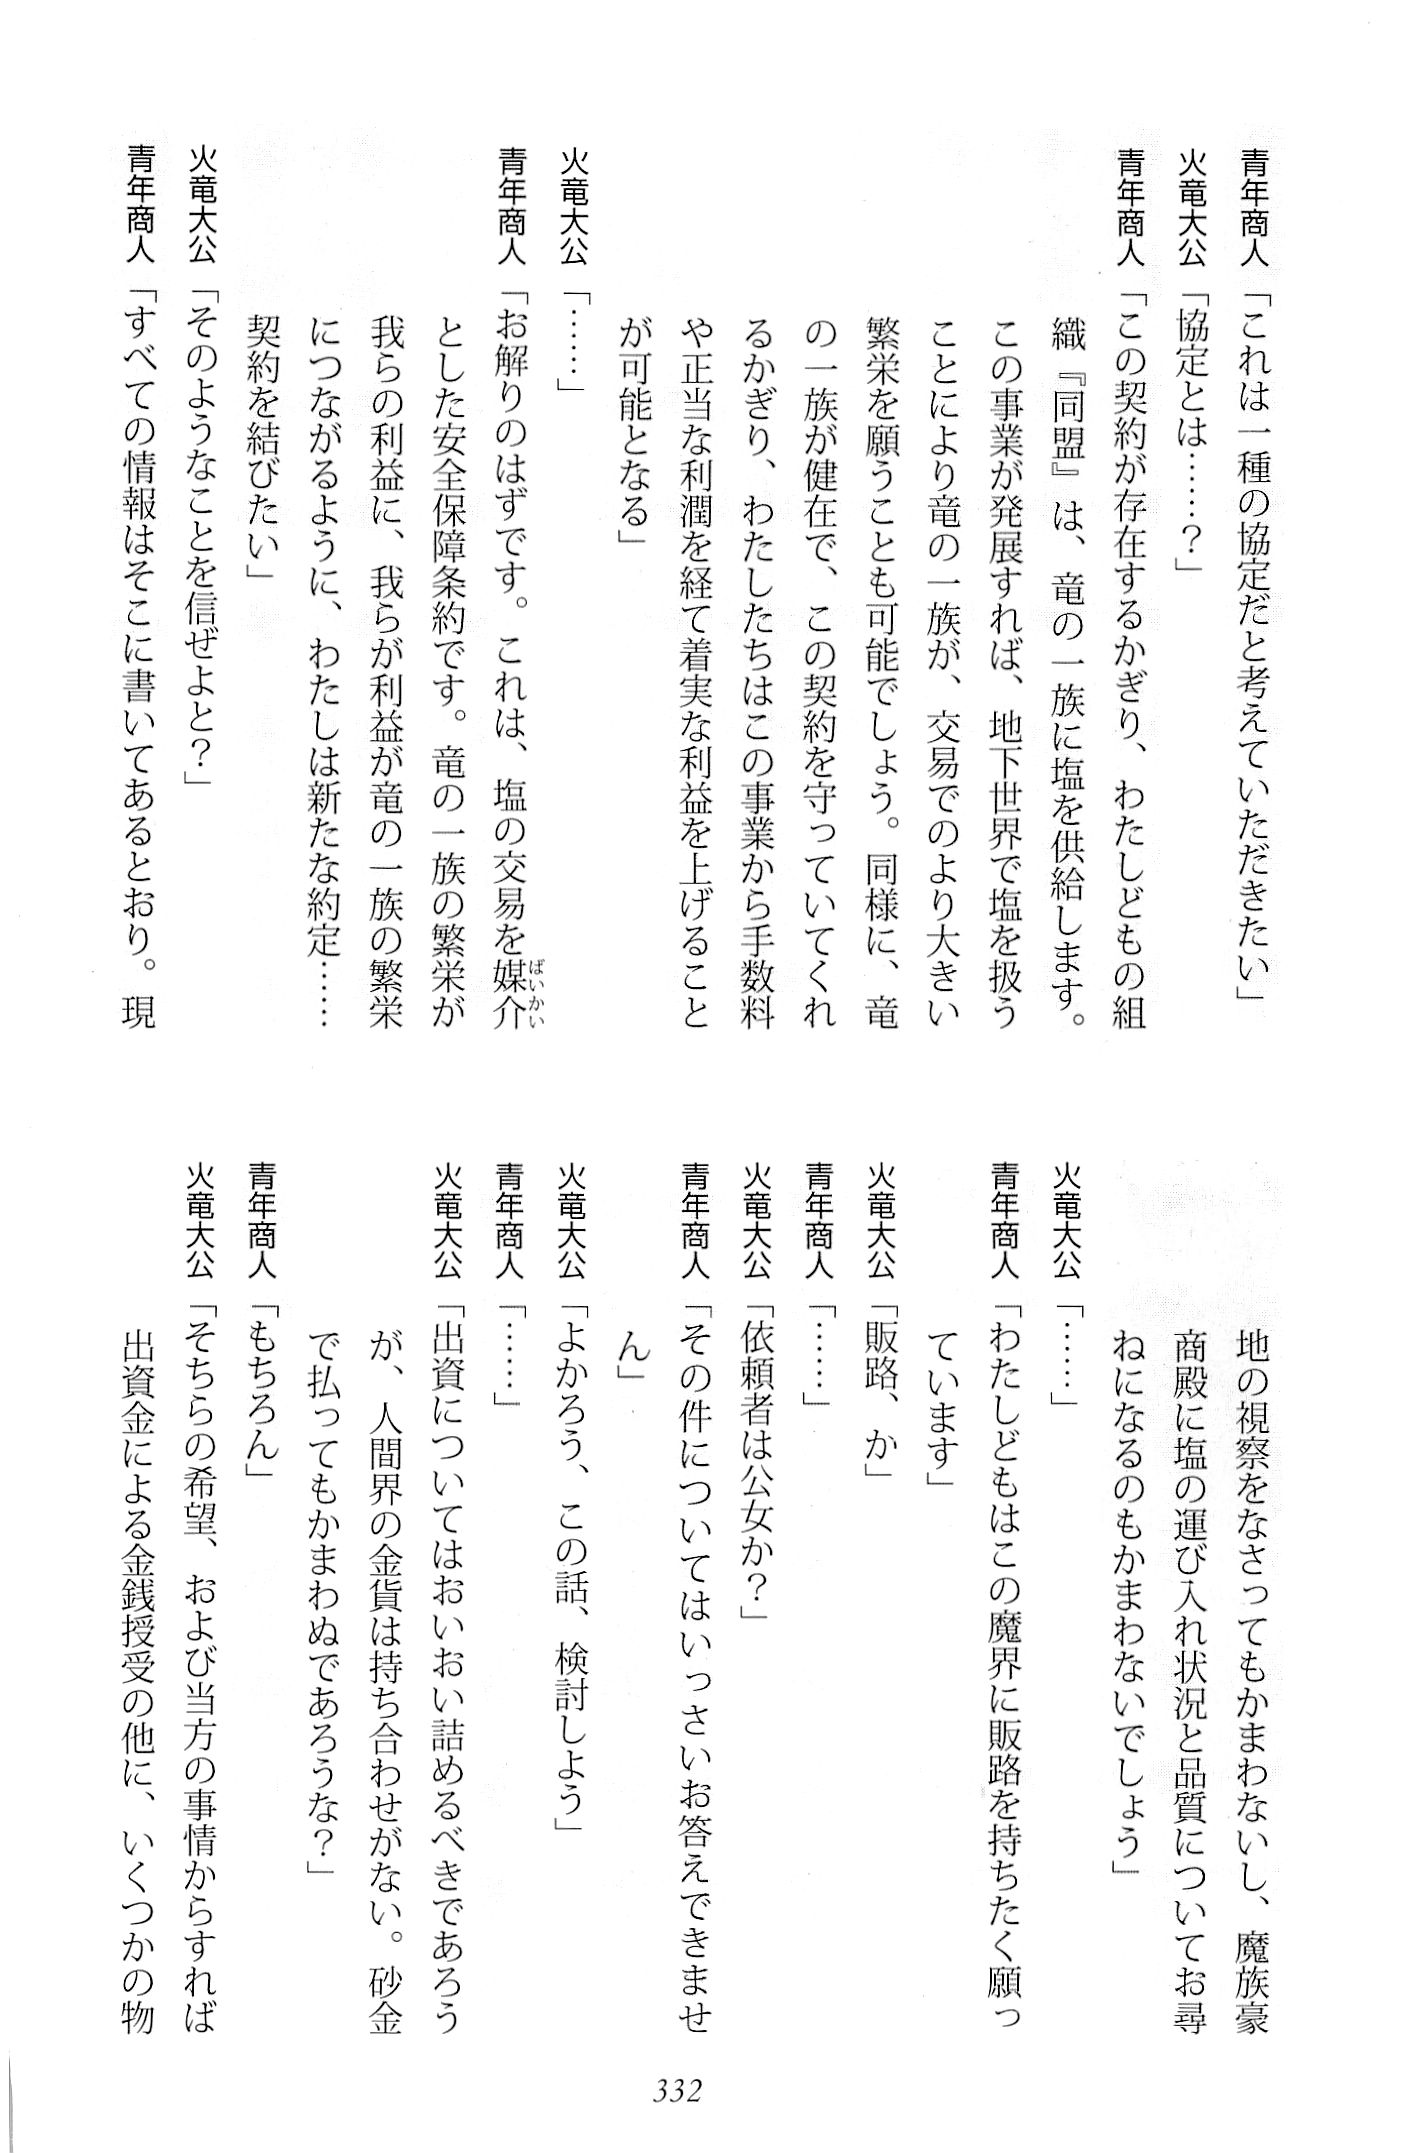 青年商人「これは一種の協定だと考えていただきたい」
火竜大公「協定とは……？」
青年商人「この契約が存在するかぎり、わたしどもの組
織『同盟』は、竜の一族に塩を供給します。
この事業が発展すれば、地下世界で塩を扱う
ことにより竜の一族が、交易でのより大きい
繁栄を願うことも可能でしょう。同様に、竜
の一族が健在で、この契約を守っていてくれ
るかぎり、わたしたちはこの事業から手数料
や正当な利潤を経て着実な利益を上げること
が可能となる」
火竜大公「……」
青年商人「お解りのはずです。これは、塩の交易を媒介
とした安全保障条約です。竜の一族の繁栄が
我らの利益に、我らが利益が竜の一族の繁栄
につながるように、わたしは新たな約定……
契約を結びたい」
火竜大公「そのようなことを信ぜよと？」
青年商人「すべての情報はそこに書いてあるとおり。現
地の視察をなさってもかまわないし、魔族豪
商殿に塩の運び入れ状況と品質についてお尋
ねになるのもかまわないでしょう」
火竜大公「……」
青年商人「わたしどもはこの魔界に販路を持ちたく願っ
ています」
火竜大公「販路、か」
青年商人「……」
火竜大公「依頼者は公女か？」
青年商人「その件についてはいっさいお答えできませ
ん」
火竜大公「よかろう、この話、検討しよう」
青年商人「……」
火竜大公「出資についてはおいおい詰めるべきであろう
が、人間界の金貨は持ち合わせがない。砂金
で払ってもかまわぬであろうな？」
青年商人「もちろん」
火竜大公「そちらの希望、および当方の事情からすれば
出資金による金銭授受の他に、いくつかの物
332